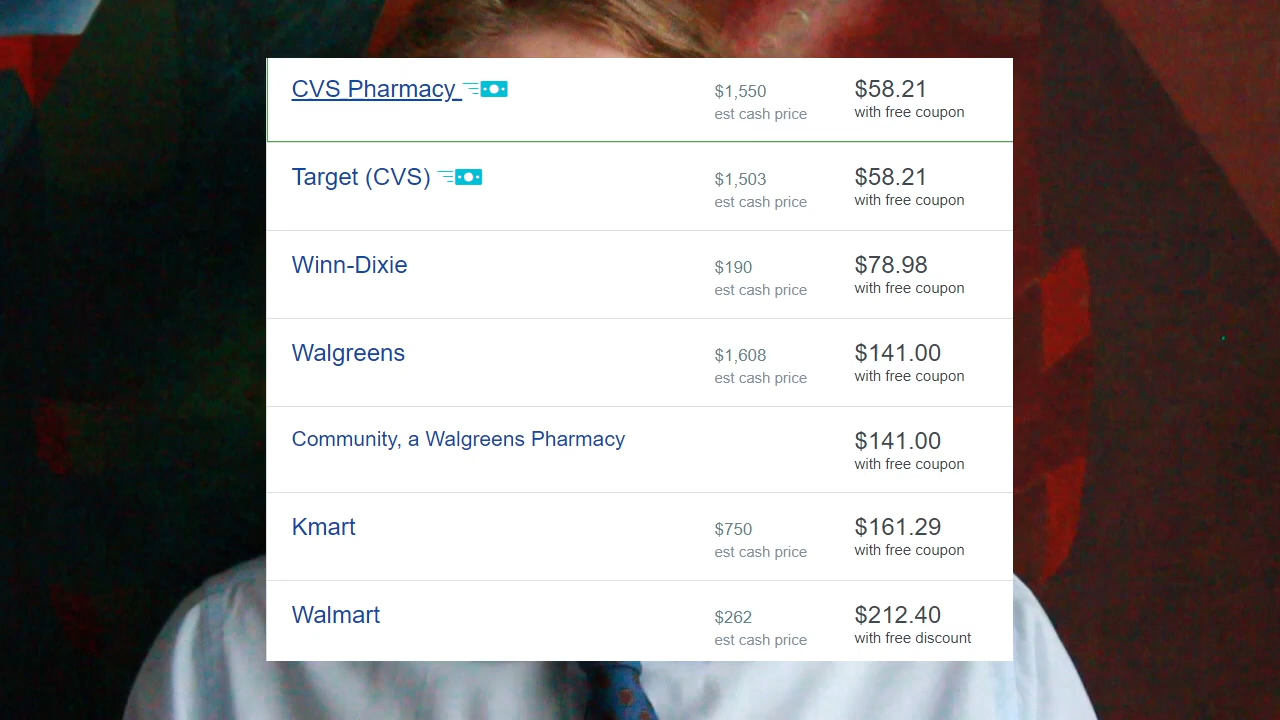 CVS Pharmacy
$1,550
est cash price
$58.21
with free coupon
Target (CVS)
$1,503
est cash price
$58.21
with free coupon
Winn-Dixie
$190
est cash price
$78.98
with free coupon
Walgreens
$1,608
est cash price
$141.00
with free coupon
Community, a Walgreens Pharmacy
$141.00
with free coupon
Kmart
$750
est cash price
$161.29
with free coupon
Walmart
$262
est cash price
$212.40
with free discount